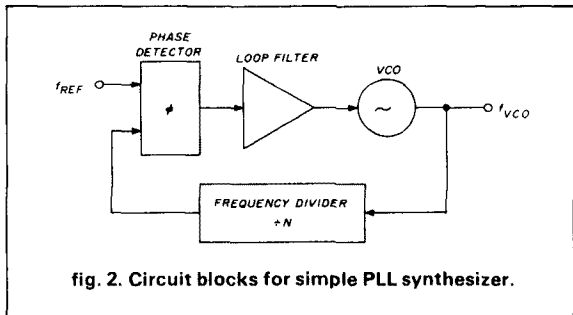 PHASE
DETECTOR
LOOP FILTER
VCO
fREF
ϕ
~
fVCO
FREQUENCY DIVIDER
÷N
fig. 2. Circuit blocks for simple PLL synthesizer.